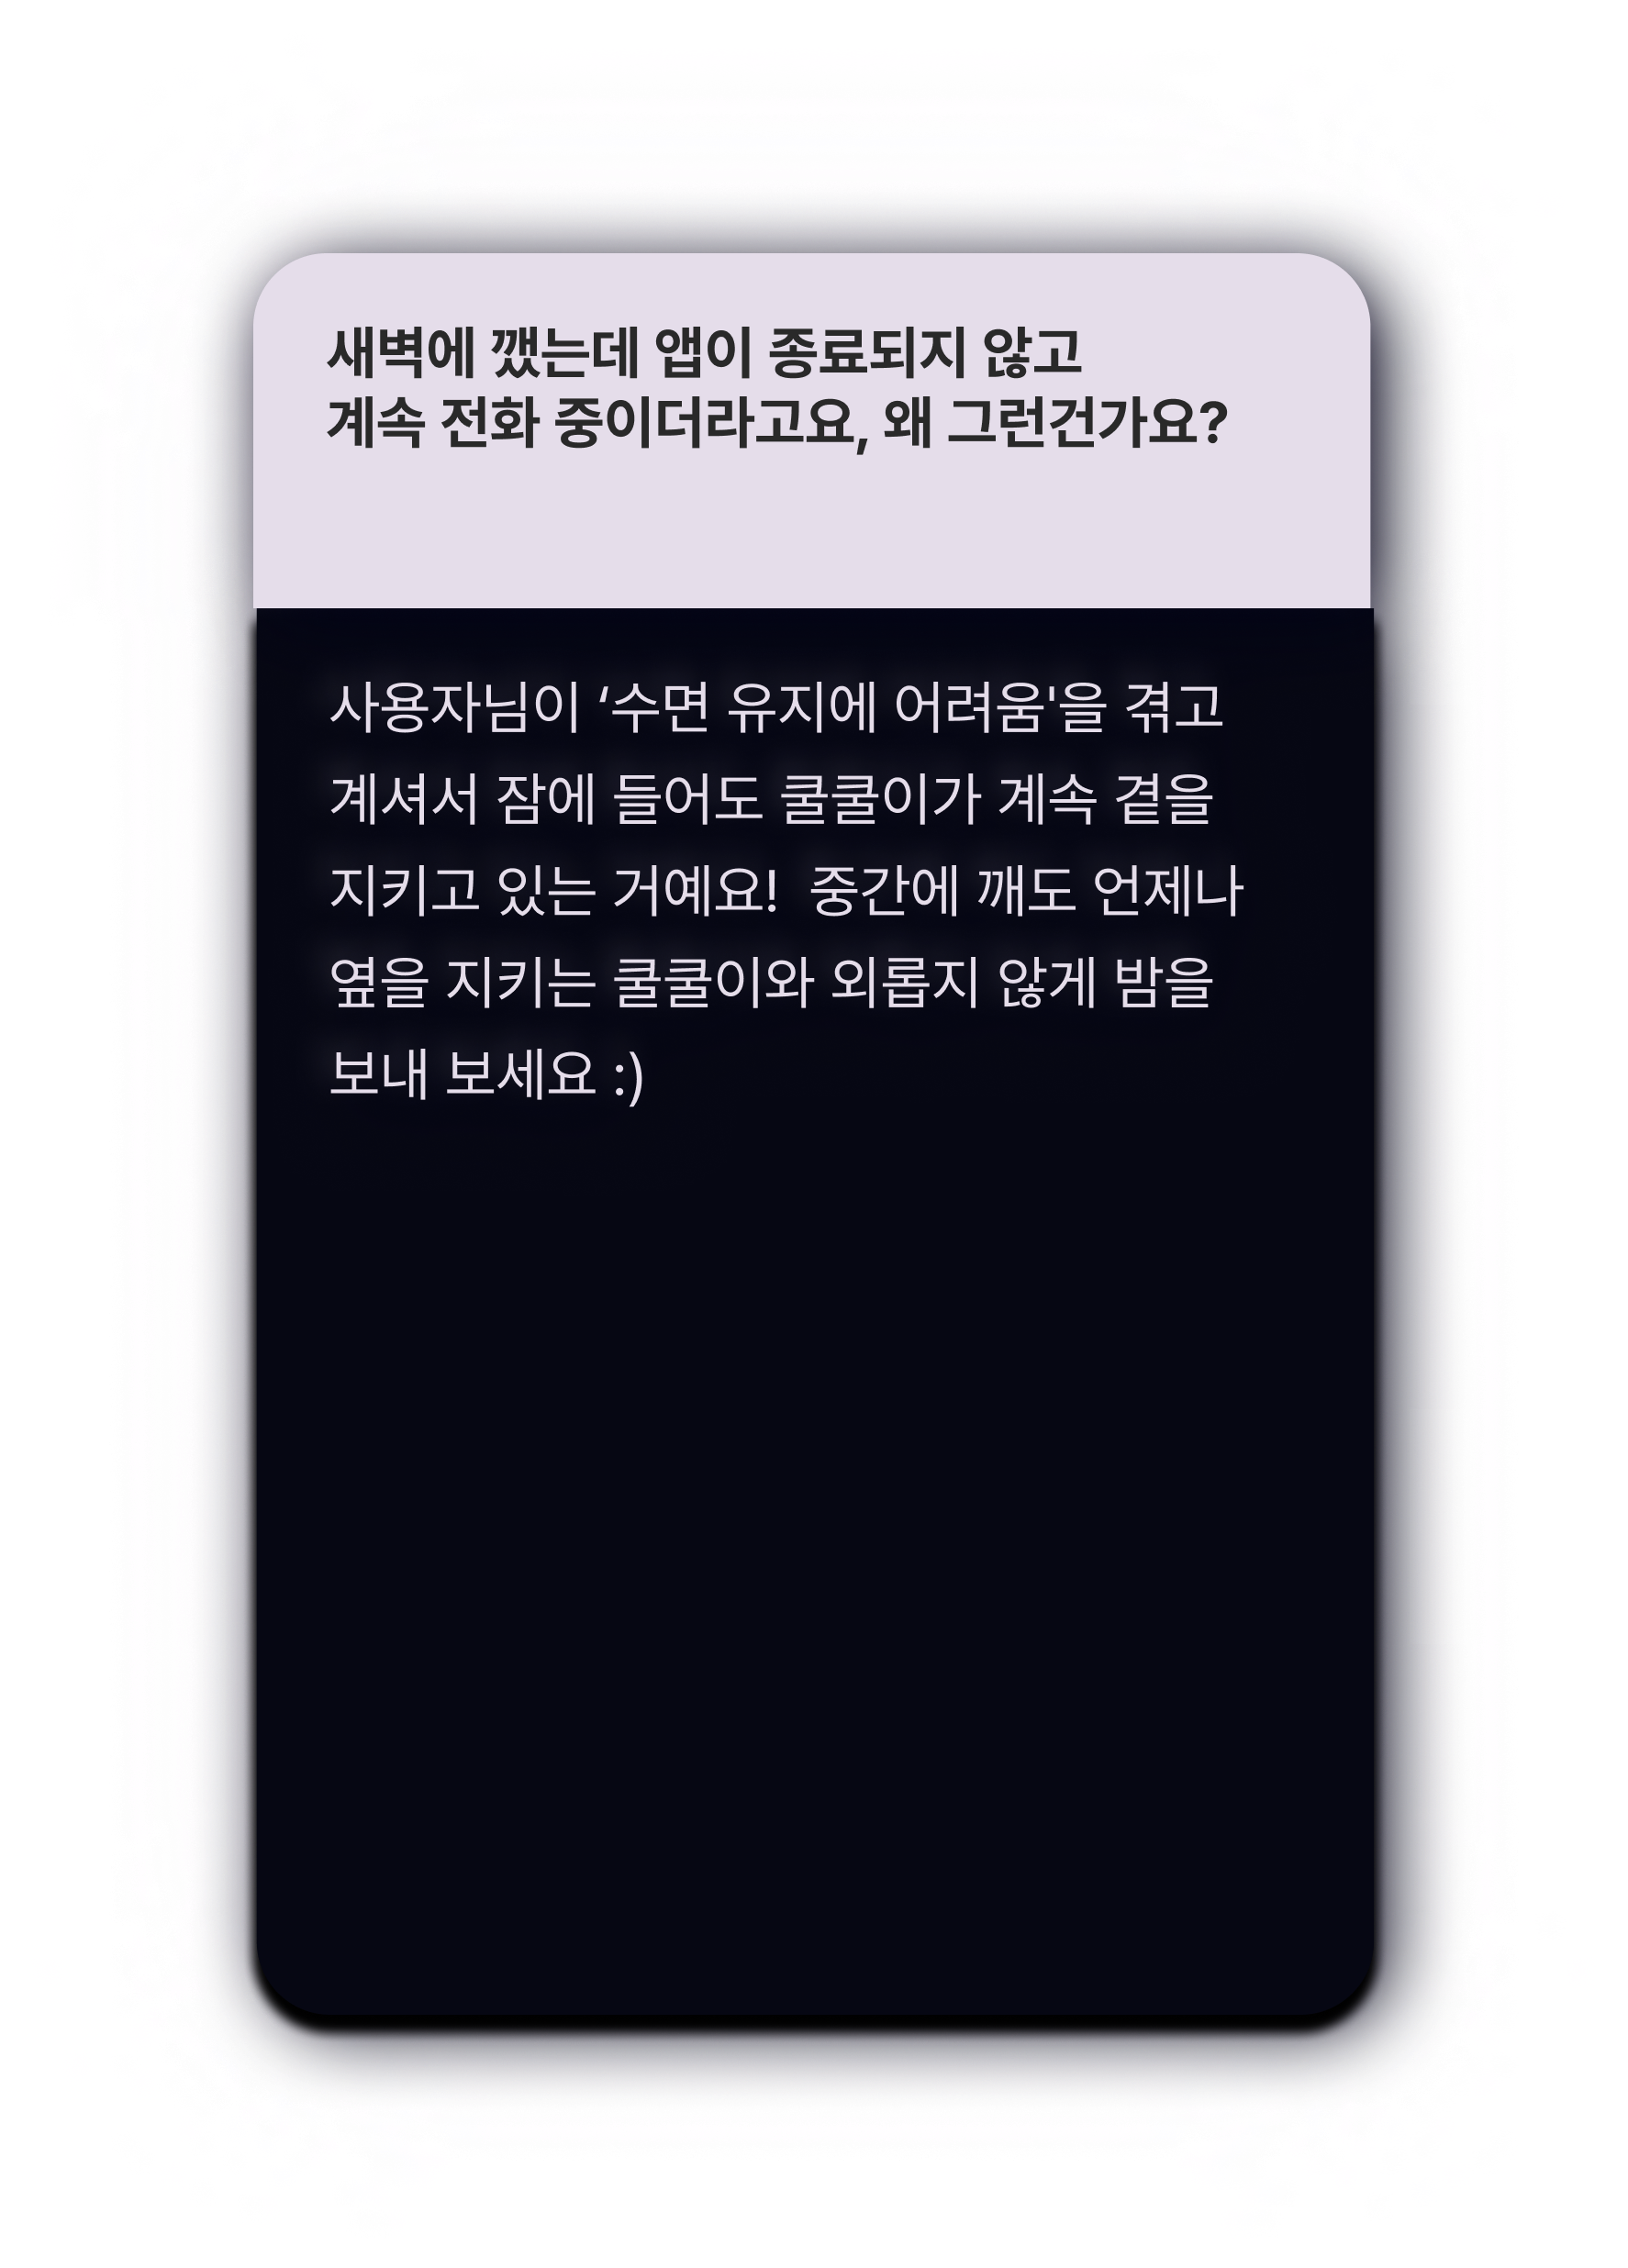 새벽에 깼는데 앱이 종료되지 않고
계속 전화 중이더라고요, 왜 그런건가요?
사용자님이 ‘수면 유지에 어려움'을 겪고
계셔서 잠에 들어도 쿨쿨이가 계속 곁을
지키고 있는 거예요!  중간에 깨도 언제나
옆을 지키는 쿨쿨이와 외롭지 않게 밤을
보내 보세요 :)